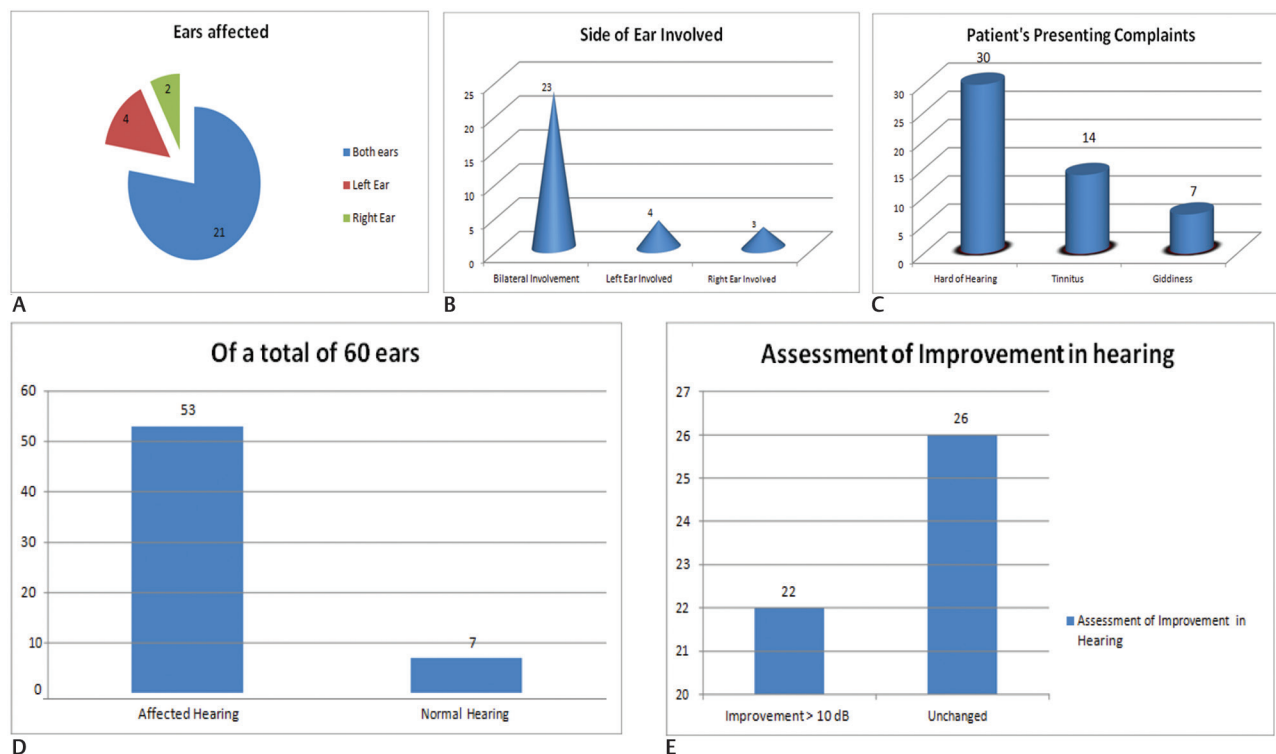 Ears affected
2
4
21
Both ears
Left Ear
Right Ear
A
Side of Ear Involved
25
20
15
10
5
0
23
4
3
Bilateral Involvement
Left Ear Involved
Right Ear Involved
B
Patient's Presenting Complaints
30
25
20
15
10
5
0
30
14
7
Hard of Hearing
Tinnitus
Giddiness
C
Of a total of 60 ears
60
50
40
30
20
10
0
53
7
Affected Hearing
Normal Hearing
D
Assessment of Improvement in hearing
27
26
25
24
23
22
21
20
22
26
Improvement > 10 dB
Unchanged
Assessment of Improvement in
Hearing
E